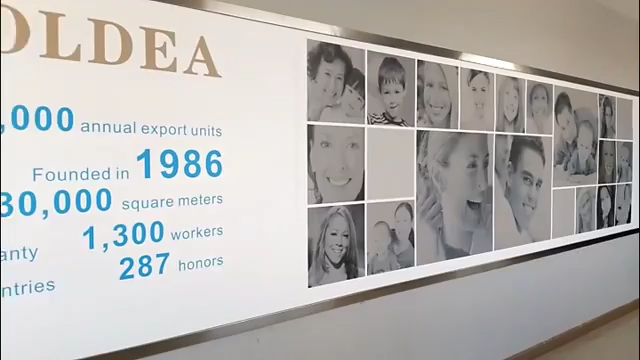 OLDEA
,000 annual export units
Founded in 1986
30,000 square meters
anty 1,300 workers
ntries 287 honors